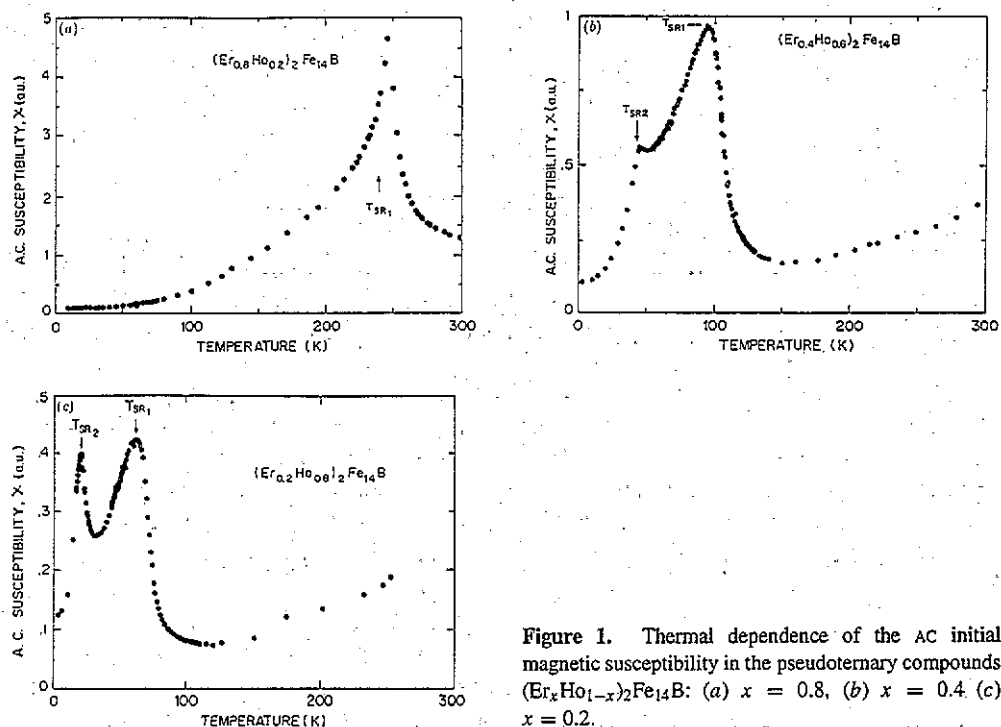 (a)
(Er0.8Ho0.2)2Fe14B
TSR1
A.C. SUSCEPTIBILITY, X (a.u.)
5
4
3
2
1
0
0 100 200 300
TEMPERATURE (K)
(b)
(Er0.4Ho0.6)2Fe14B
TSR1
TSR2
A.C. SUSCEPTIBILITY, X (a.u.)
1
.5
0
0 100 200 300
TEMPERATURE, (K)
(c)
TSR2
TSR1
(Er0.2Ho0.8)2Fe14B
A.C. SUSCEPTIBILITY, X (a.u.)
.5
.4
.3
.2
.1
0
0 100 200 300
TEMPERATURE (K)
Figure 1. Thermal dependence of the AC initial
magnetic susceptibility in the pseudoternary compounds
(ErxHo1−x)2Fe14B: (a) x = 0.8, (b) x = 0.4, (c)
x = 0.2.